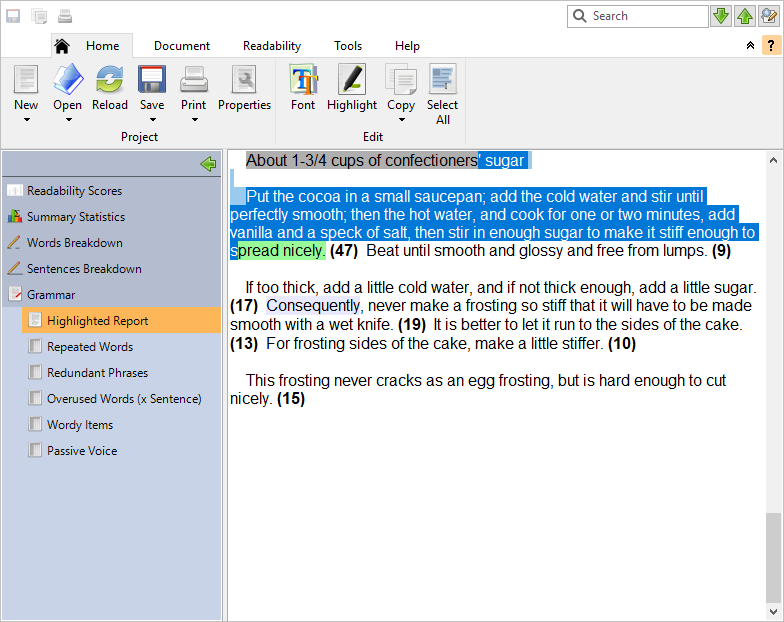 Search
Home Document Readability Tools Help
?
New Open Reload Save Print Properties Font Highlight Copy Select All
Project Edit
Readability Scores
Summary Statistics
Words Breakdown
Sentences Breakdown
Grammar
Highlighted Report
Repeated Words
Redundant Phrases
Overused Words (x Sentence)
Wordy Items
Passive Voice
About 1-3/4 cups of confectioners' sugar
Put the cocoa in a small saucepan; add the cold water and stir until
perfectly smooth; then the hot water, and cook for one or two minutes, add
vanilla and a speck of salt, then stir in enough sugar to make it stiff enough to
spread nicely. (47) Beat until smooth and glossy and free from lumps. (9)
If too thick, add a little cold water, and if not thick enough, add a little sugar.
(17) Consequently, never make a frosting so stiff that it will have to be made
smooth with a wet knife. (19) It is better to let it run to the sides of the cake.
(13) For frosting sides of the cake, make a little stiffer. (10)
This frosting never cracks as an egg frosting, but is hard enough to cut
nicely. (15)